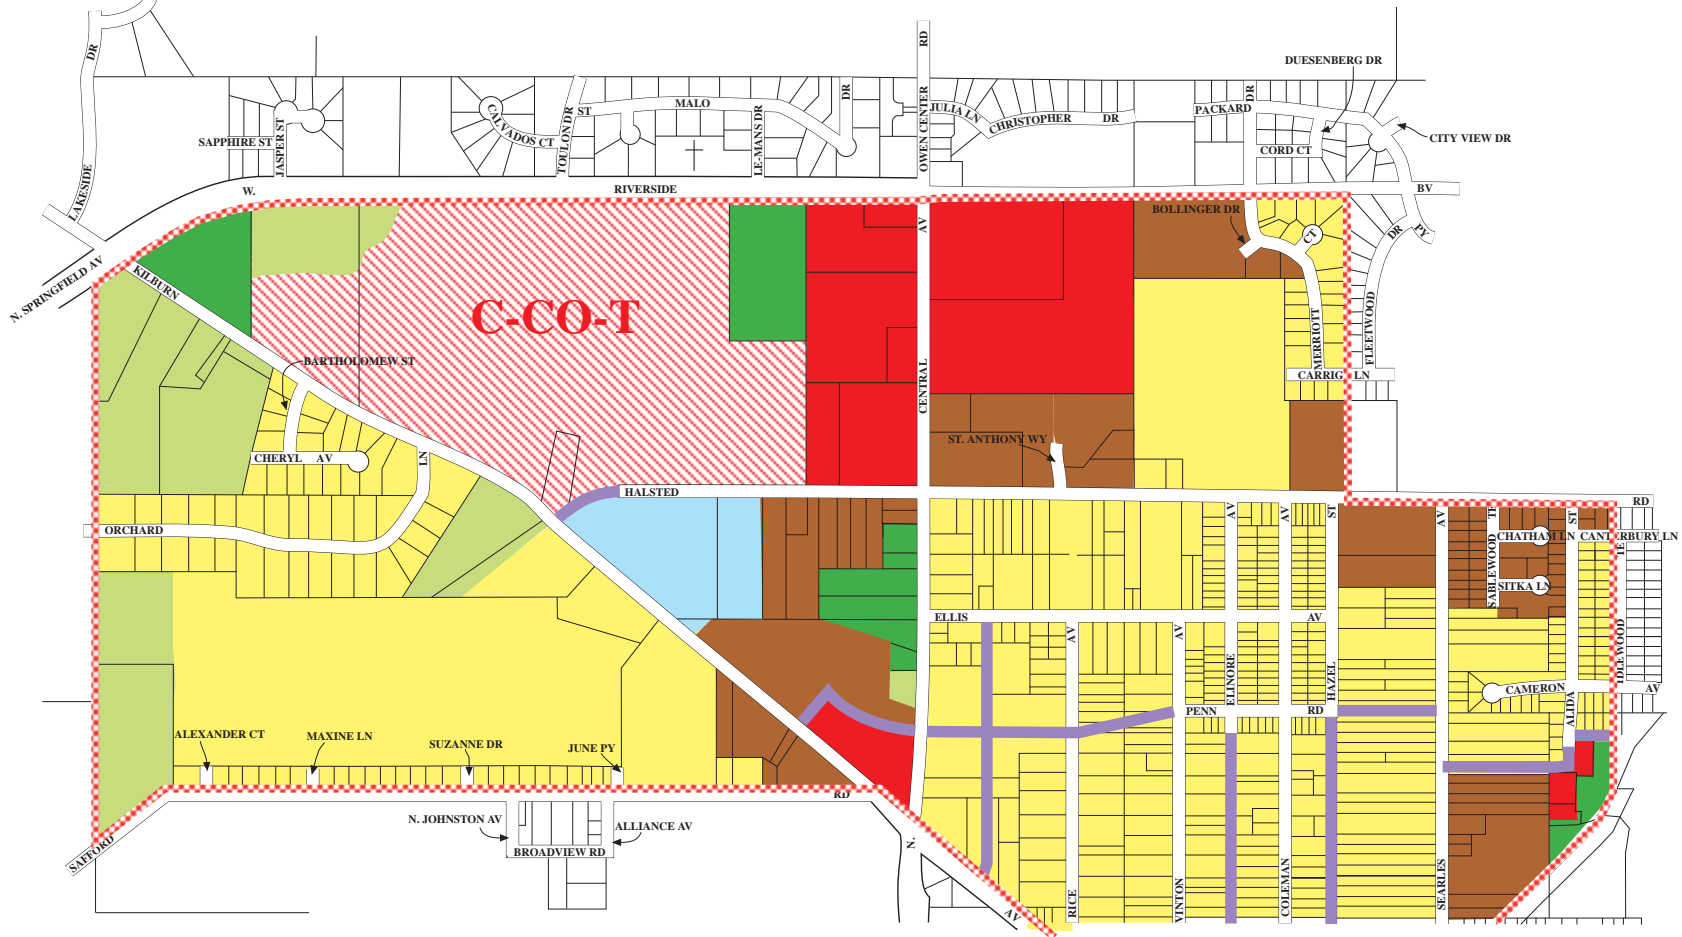 DR
RD
DUESENBERG DR
MALO
ST
DR
DR
JULIA LN
CHRISTOPHER DR
PACKARD
CALVADOS CT
TOULON DR
LE-MANS DR
OWEN CENTER
CITY VIEW DR
SAPPHIRE ST
JASPER ST
CORD CT
LAKESIDE
W.
RIVERSIDE
BV
BOLLINGER DR
AV
CT
DR
PY
N. SPRINGFIELD AV
KILBURN
C-CO-T
MERRIOTT
FLEETWOOD
BARTHOLOMEW ST
CENTRAL
CARRIG LN
ST. ANTHONY WY
CHERYL AV
LN
HALSTED
RD
ORCHARD
AV
AV
ST
AV
TE
ST
SABLEWOOD
CHATHAM LN
CANTERBURY LN
TE
SITKA LN
ELLIS
AV
AV
AV
ELINORE
HAZEL
IDLEWOOD
CAMERON
AV
ALIDA
PENN
RD
ALEXANDER CT
MAXINE LN
SUZANNE DR
JUNE PY
RD
N. JOHNSTON AV
ALLIANCE AV
BROADVIEW RD
SAFFORD
N.
AV
RICE
VINTON
COLEMAN
SEARLES